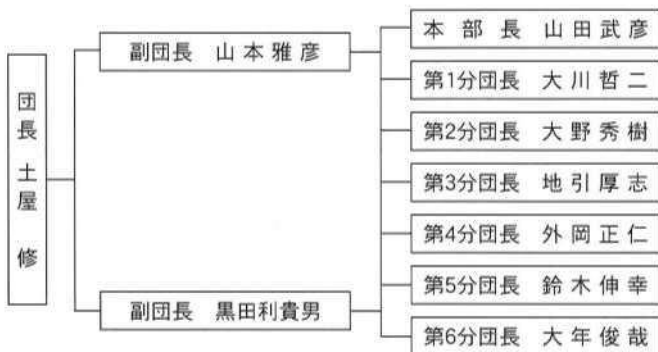 団長 土屋 修
副団長 山本雅彦
副団長 黒田利貴男
本部長 山田武彦
第1分団長 大川哲二
第2分団長 大野秀樹
第3分団長 地引厚志
第4分団長 外岡正仁
第5分団長 鈴木伸幸
第6分団長 大年俊哉